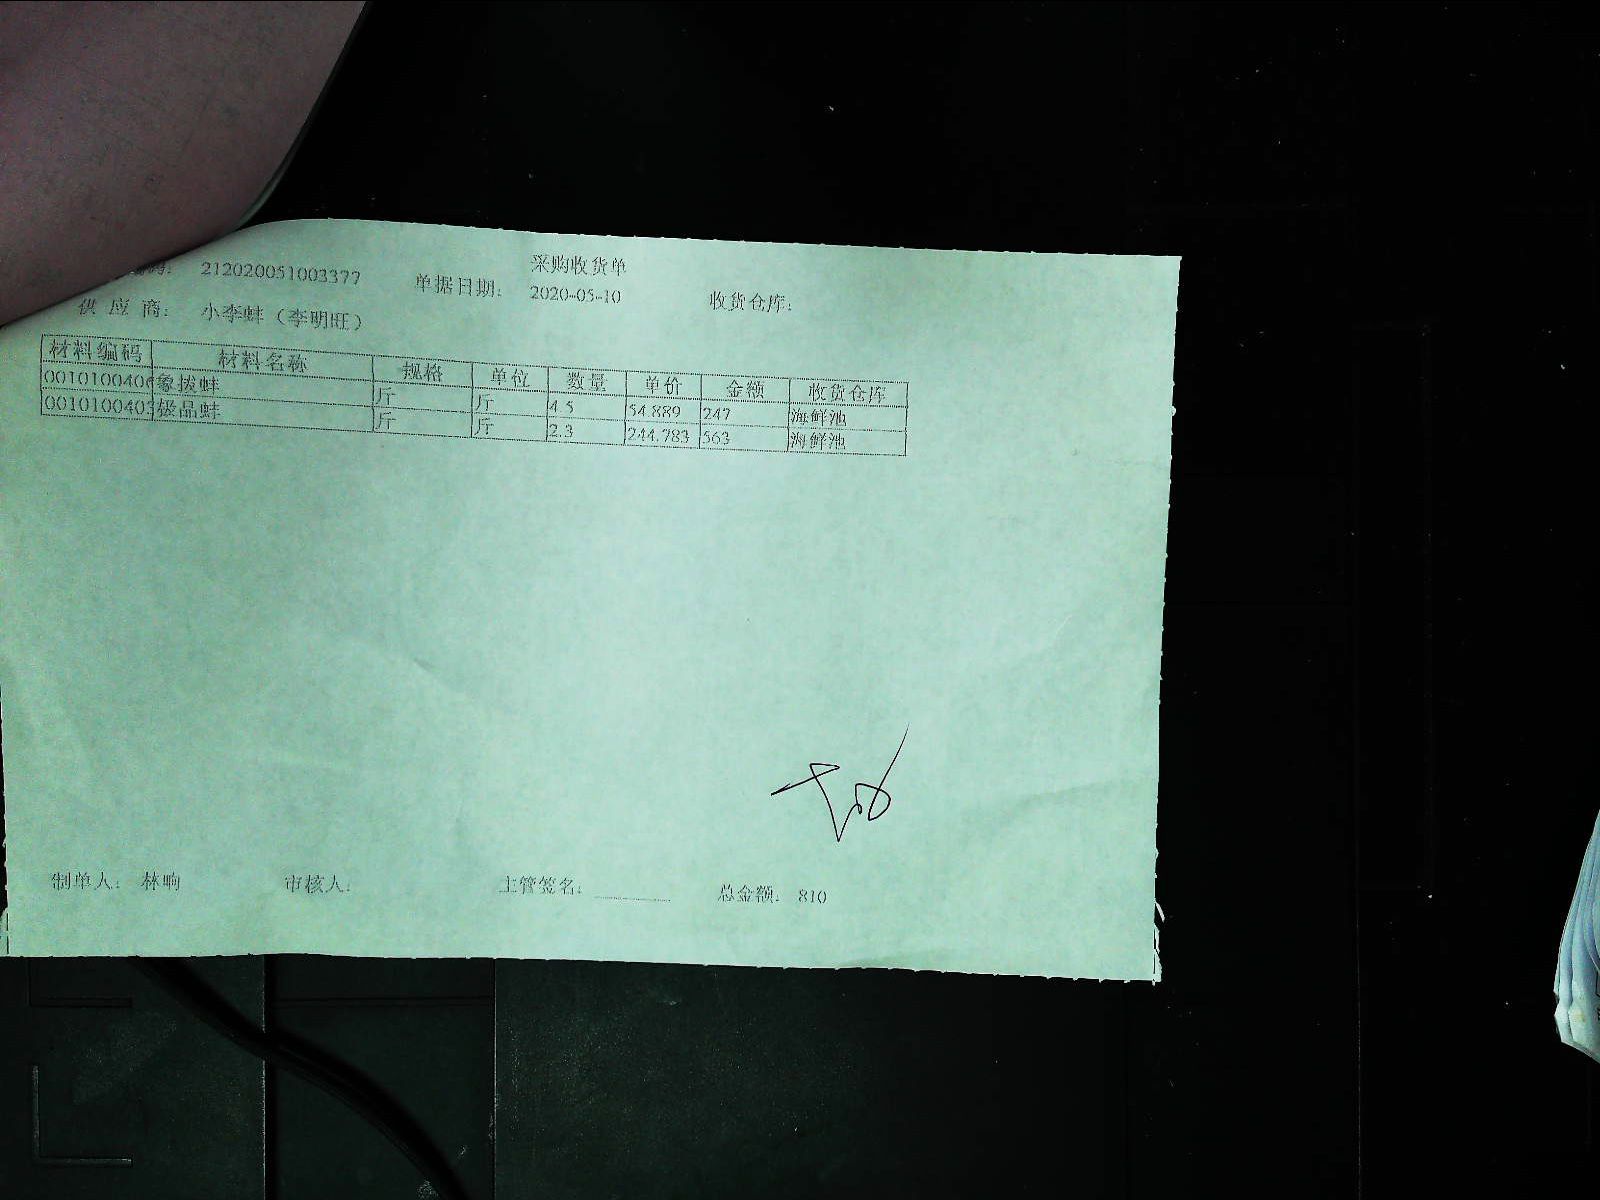 采购收货单
码: 212020051003377 单据日期: 2020-05-10 收货仓库:
供 应 商: 小李蚌（李明旺）
材料编码 材料名称 规格 单位 数量 单价 金额 收货仓库
0010100406 象拔蚌 斤 斤 4.5 54.889 247 海鲜池
0010100403 极品蚌 斤 斤 2.3 244.783 563 海鲜池
制单人: 林晌 审核人: 主管签名: 总金额: 810